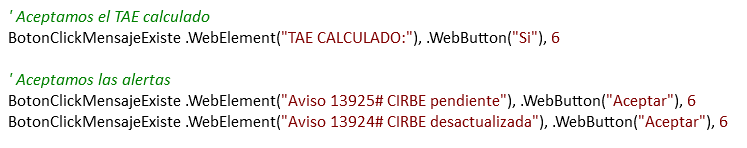 ' Aceptamos el TAE calculado
BotonClickMensajeExiste .WebElement("TAE CALCULADO:"), .WebButton("Si"), 6
' Aceptamos las alertas
BotonClickMensajeExiste .WebElement("Aviso 13925# CIRBE pendiente"), .WebButton("Aceptar"), 6
BotonClickMensajeExiste .WebElement("Aviso 13924# CIRBE desactualizada"), .WebButton("Aceptar"), 6